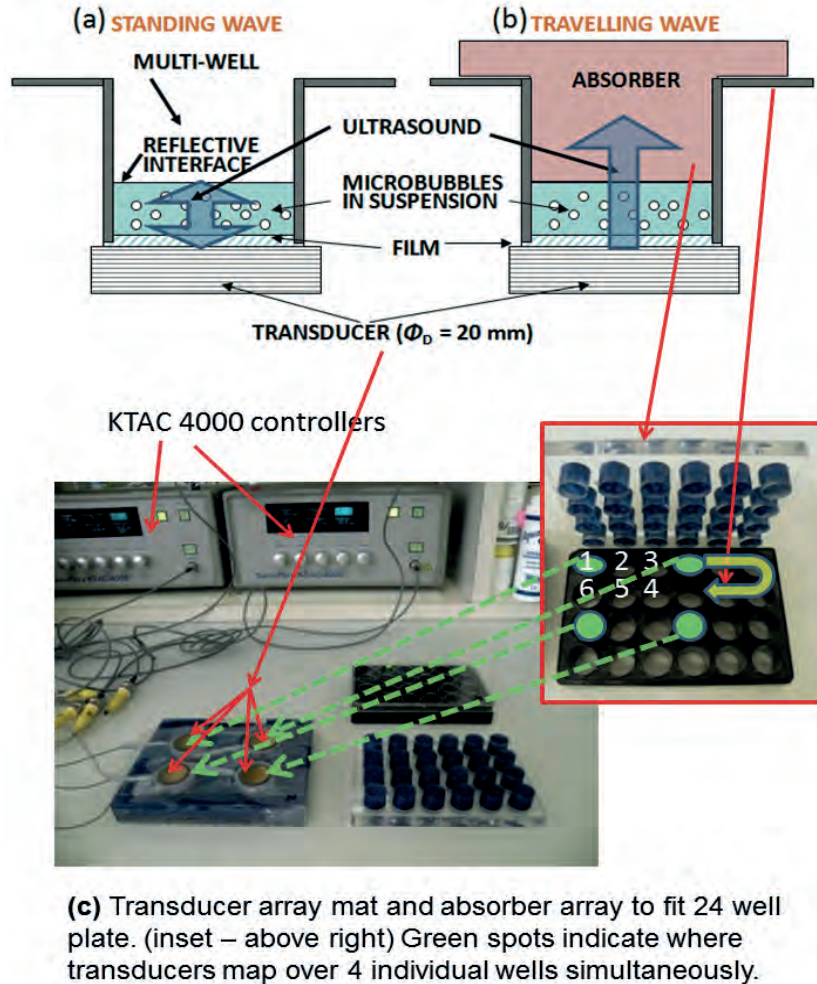 (a) STANDING WAVE
(b) TRAVELLING WAVE
MULTI-WELL
ABSORBER
REFLECTIVE
INTERFACE
ULTRASOUND
MICROBUBBLES
IN SUSPENSION
FILM
TRANSDUCER (ΦD = 20 mm)
KTAC 4000 controllers
1 2 3
6 5 4
(c) Transducer array mat and absorber array to fit 24 well
plate. (inset – above right) Green spots indicate where
transducers map over 4 individual wells simultaneously.